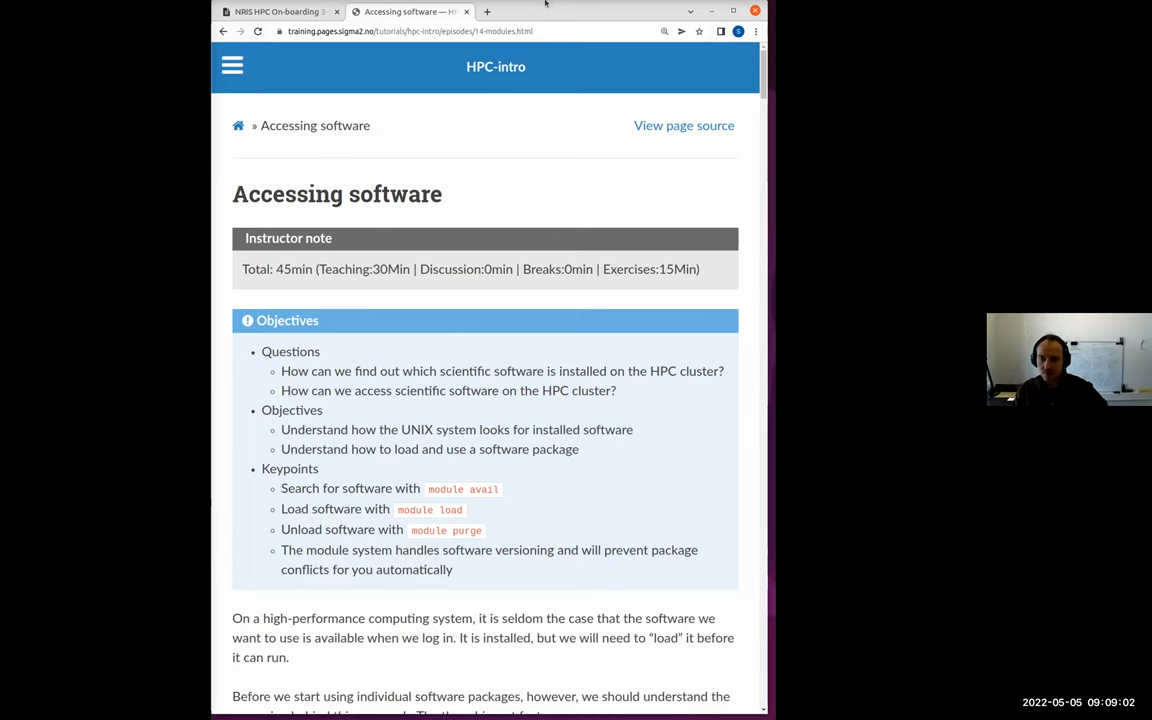 NRIS HPC On-boarding
Accessing software — H
training.pages.sigma2.no/tutorials/hpc-intro/episodes/14-modules.html
S
HPC-intro
» Accessing software
View page source
Accessing software
Instructor note
Total: 45min (Teaching:30Min | Discussion:0min | Breaks:0min | Exercises:15Min)
Objectives
Questions
How can we find out which scientific software is installed on the HPC cluster?
How can we access scientific software on the HPC cluster?
Objectives
Understand how the UNIX system looks for installed software
Understand how to load and use a software package
Keypoints
Search for software with module avail
Load software with module load
Unload software with module purge
The module system handles software versioning and will prevent package
conflicts for you automatically
On a high-performance computing system, it is seldom the case that the software we
want to use is available when we log in. It is installed, but we will need to “load” it before
it can run.
Before we start using individual software packages, however, we should understand the
2022-05-05 09:09:02